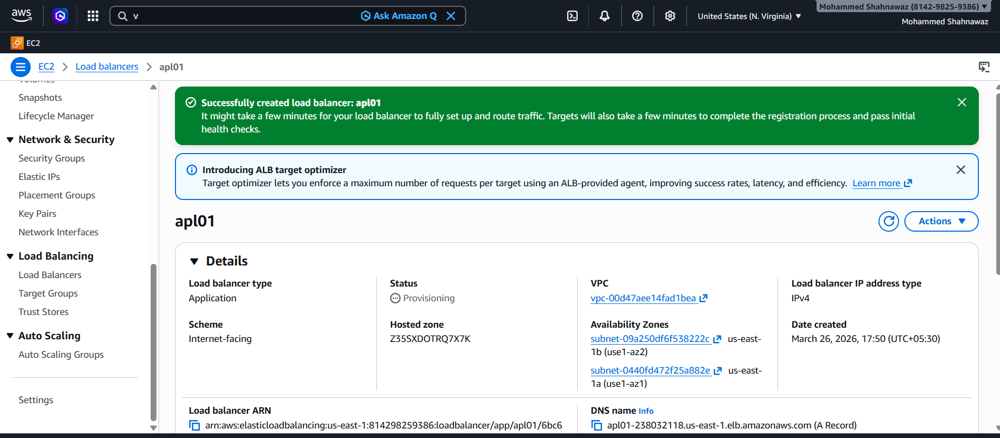 aws
v
Ask Amazon Q
United States (N. Virginia)
Mohammed Shahnawaz (8142-9825-9386)
Mohammed Shahnawaz
EC2
EC2
Load balancers
apl01
Volumes
Snapshots
Lifecycle Manager
Network & Security
Security Groups
Elastic IPs
Placement Groups
Key Pairs
Network Interfaces
Load Balancing
Load Balancers
Target Groups
Trust Stores
Auto Scaling
Auto Scaling Groups
Settings
Successfully created load balancer: apl01
It might take a few minutes for your load balancer to fully set up and route traffic. Targets will also take a few minutes to complete the registration process and pass initial
health checks.
Introducing ALB target optimizer
Target optimizer lets you enforce a maximum number of requests per target using an ALB-provided agent, improving success rates, latency, and efficiency. Learn more
apl01
Actions
Details
Load balancer type
Application
Status
Provisioning
VPC
vpc-00d47aee14fad1bea
Load balancer IP address type
IPv4
Scheme
Internet-facing
Hosted zone
Z35SXDOTRQ7X7K
Availability Zones
subnet-09a250df6f538222c us-east-
1b (use1-az2)
subnet-0440fd472f25a882e us-east-
1a (use1-az1)
Date created
March 26, 2026, 17:50 (UTC+05:30)
Load balancer ARN
arn:aws:elasticloadbalancing:us-east-1:814298259386:loadbalancer/app/apl01/6bc6
DNS name Info
apl01-238032118.us-east-1.elb.amazonaws.com (A Record)